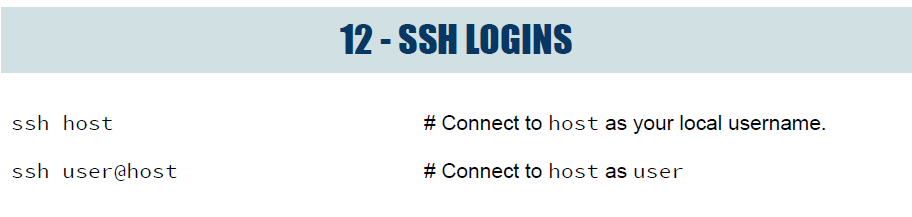 12 - SSH LOGINS
ssh host # Connect to host as your local username.
ssh user@host # Connect to host as user